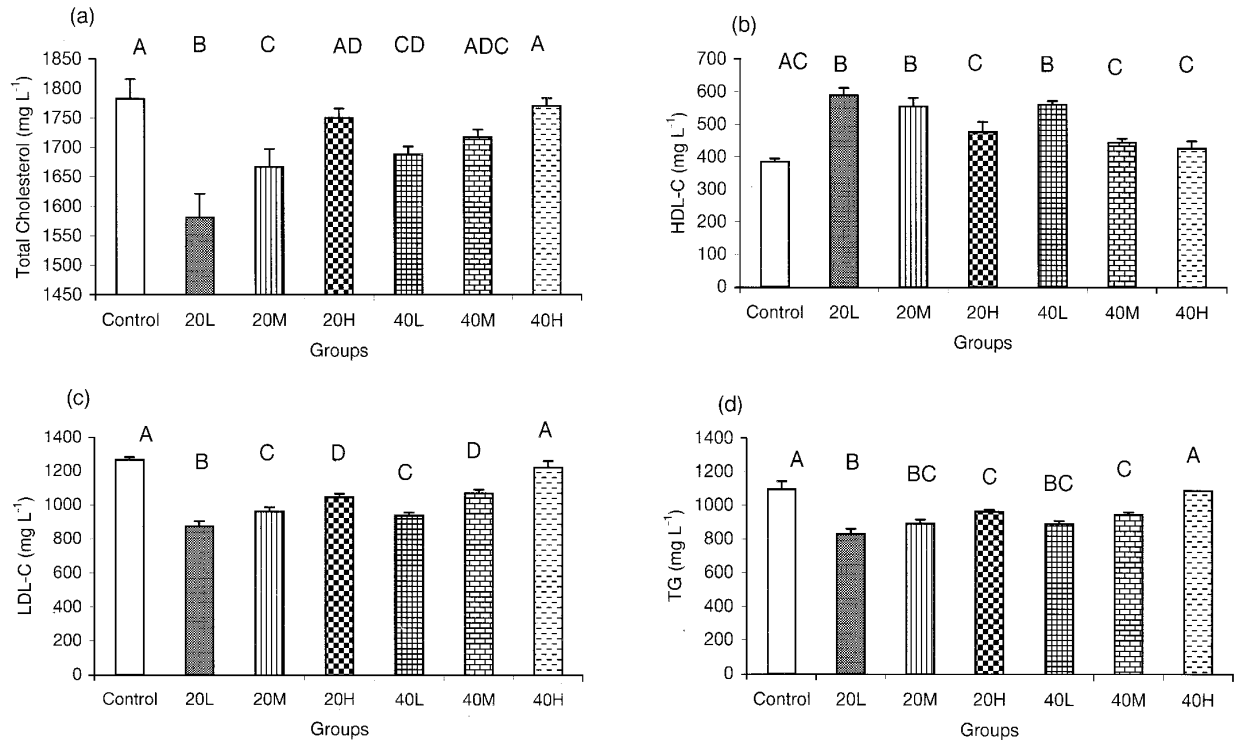 (a)
A B C AD CD ADC A
Total Cholesterol (mg L⁻¹)
1850
1800
1750
1700
1650
1600
1550
1500
1450
Control 20L 20M 20H 40L 40M 40H
Groups
(b)
AC B B C B C C
HDL-C (mg L⁻¹)
700
600
500
400
300
200
100
0
Control 20L 20M 20H 40L 40M 40H
Groups
(c)
A B C D C D A
LDL-C (mg L⁻¹)
1400
1200
1000
800
600
400
200
0
Control 20L 20M 20H 40L 40M 40H
Groups
(d)
A B BC C BC C A
TG (mg L⁻¹)
1400
1200
1000
800
600
400
200
0
Control 20L 20M 20H 40L 40M 40H
Groups